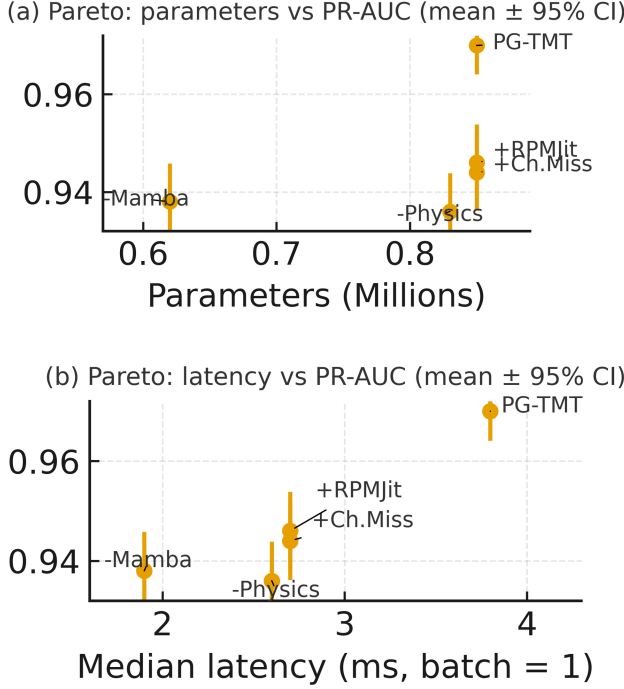 (a) Pareto: parameters vs PR-AUC (mean ± 95% CI)
PG-TMT
0.96
+RPMJit
+Ch.Miss
0.94
-Mamba
-Physics
0.6 0.7 0.8
Parameters (Millions)
(b) Pareto: latency vs PR-AUC (mean ± 95% CI)
PG-TMT
0.96
+RPMJit
+Ch.Miss
0.94
-Mamba
-Physics
2 3 4
Median latency (ms, batch = 1)